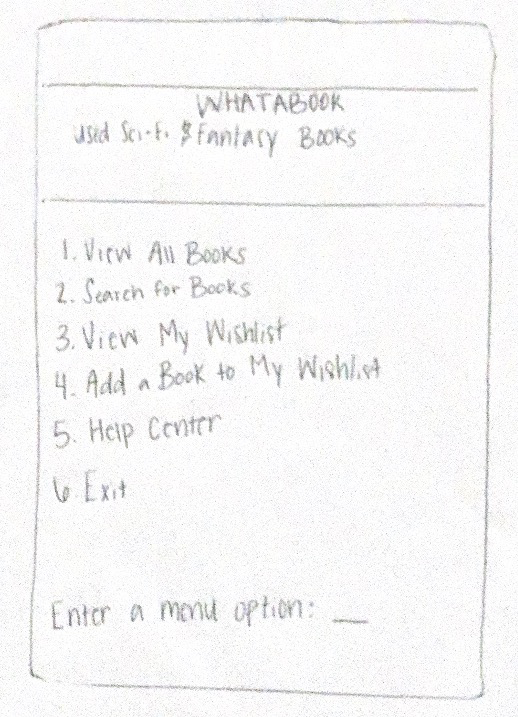 WHATABOOK
Used Sci-Fi & Fantasy Books
1. View All Books
2. Search for Books
3. View My Wishlist
4. Add a Book to My Wishlist
5. Help Center
6. Exit
Enter a menu option: __